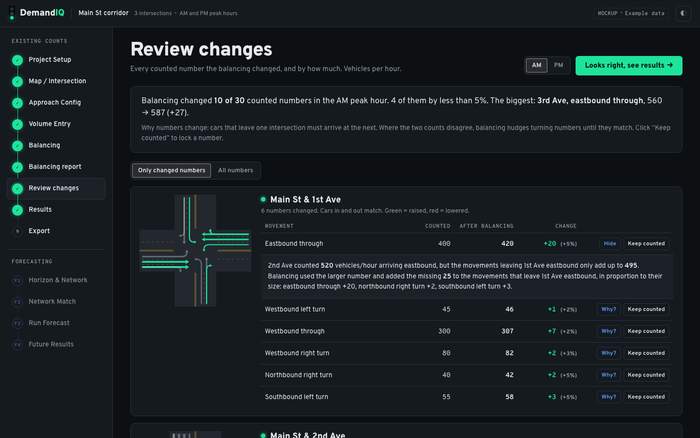 DemandIQ
Main St corridor
3 intersections · AM and PM peak hours
MOCKUP · Example data
EXISTING COUNTS
Project Setup
Map / Intersection
Approach Config
Volume Entry
Balancing
Balancing report
Review changes
Results
9 Export
FORECASTING
F1 Horizon & Network
F2 Network Match
F3 Run Forecast
F4 Future Results
Review changes
Every counted number the balancing changed, and by how much. Vehicles per hour.
AM PM
Looks right, see results →
Balancing changed 10 of 30 counted numbers in the AM peak hour. 4 of them by less than 5%. The biggest: 3rd Ave, eastbound through, 560
→ 587 (+27).
Why numbers change: cars that leave one intersection must arrive at the next. Where the two counts disagree, balancing nudges turning numbers until they match. Click "Keep
counted" to lock a number.
Only changed numbers All numbers
Main St & 1st Ave
6 numbers changed. Cars in and out match. Green = raised, red = lowered.
MOVEMENT COUNTED AFTER BALANCING CHANGE
Eastbound through 400 420 +20 (+5%) Hide Keep counted
2nd Ave counted 520 vehicles/hour arriving eastbound, but the movements leaving 1st Ave eastbound only add up to 495.
Balancing used the larger number and added the missing 25 to the movements that leave 1st Ave eastbound, in proportion to their
size: eastbound through +20, northbound right turn +2, southbound left turn +3.
Westbound left turn 45 46 +1 (+2%) Why? Keep counted
Westbound through 300 307 +7 (+2%) Why? Keep counted
Westbound right turn 80 82 +2 (+3%) Why? Keep counted
Northbound right turn 40 42 +2 (+5%) Why? Keep counted
Southbound left turn 55 58 +3 (+5%) Why? Keep counted
Main St & 2nd Ave